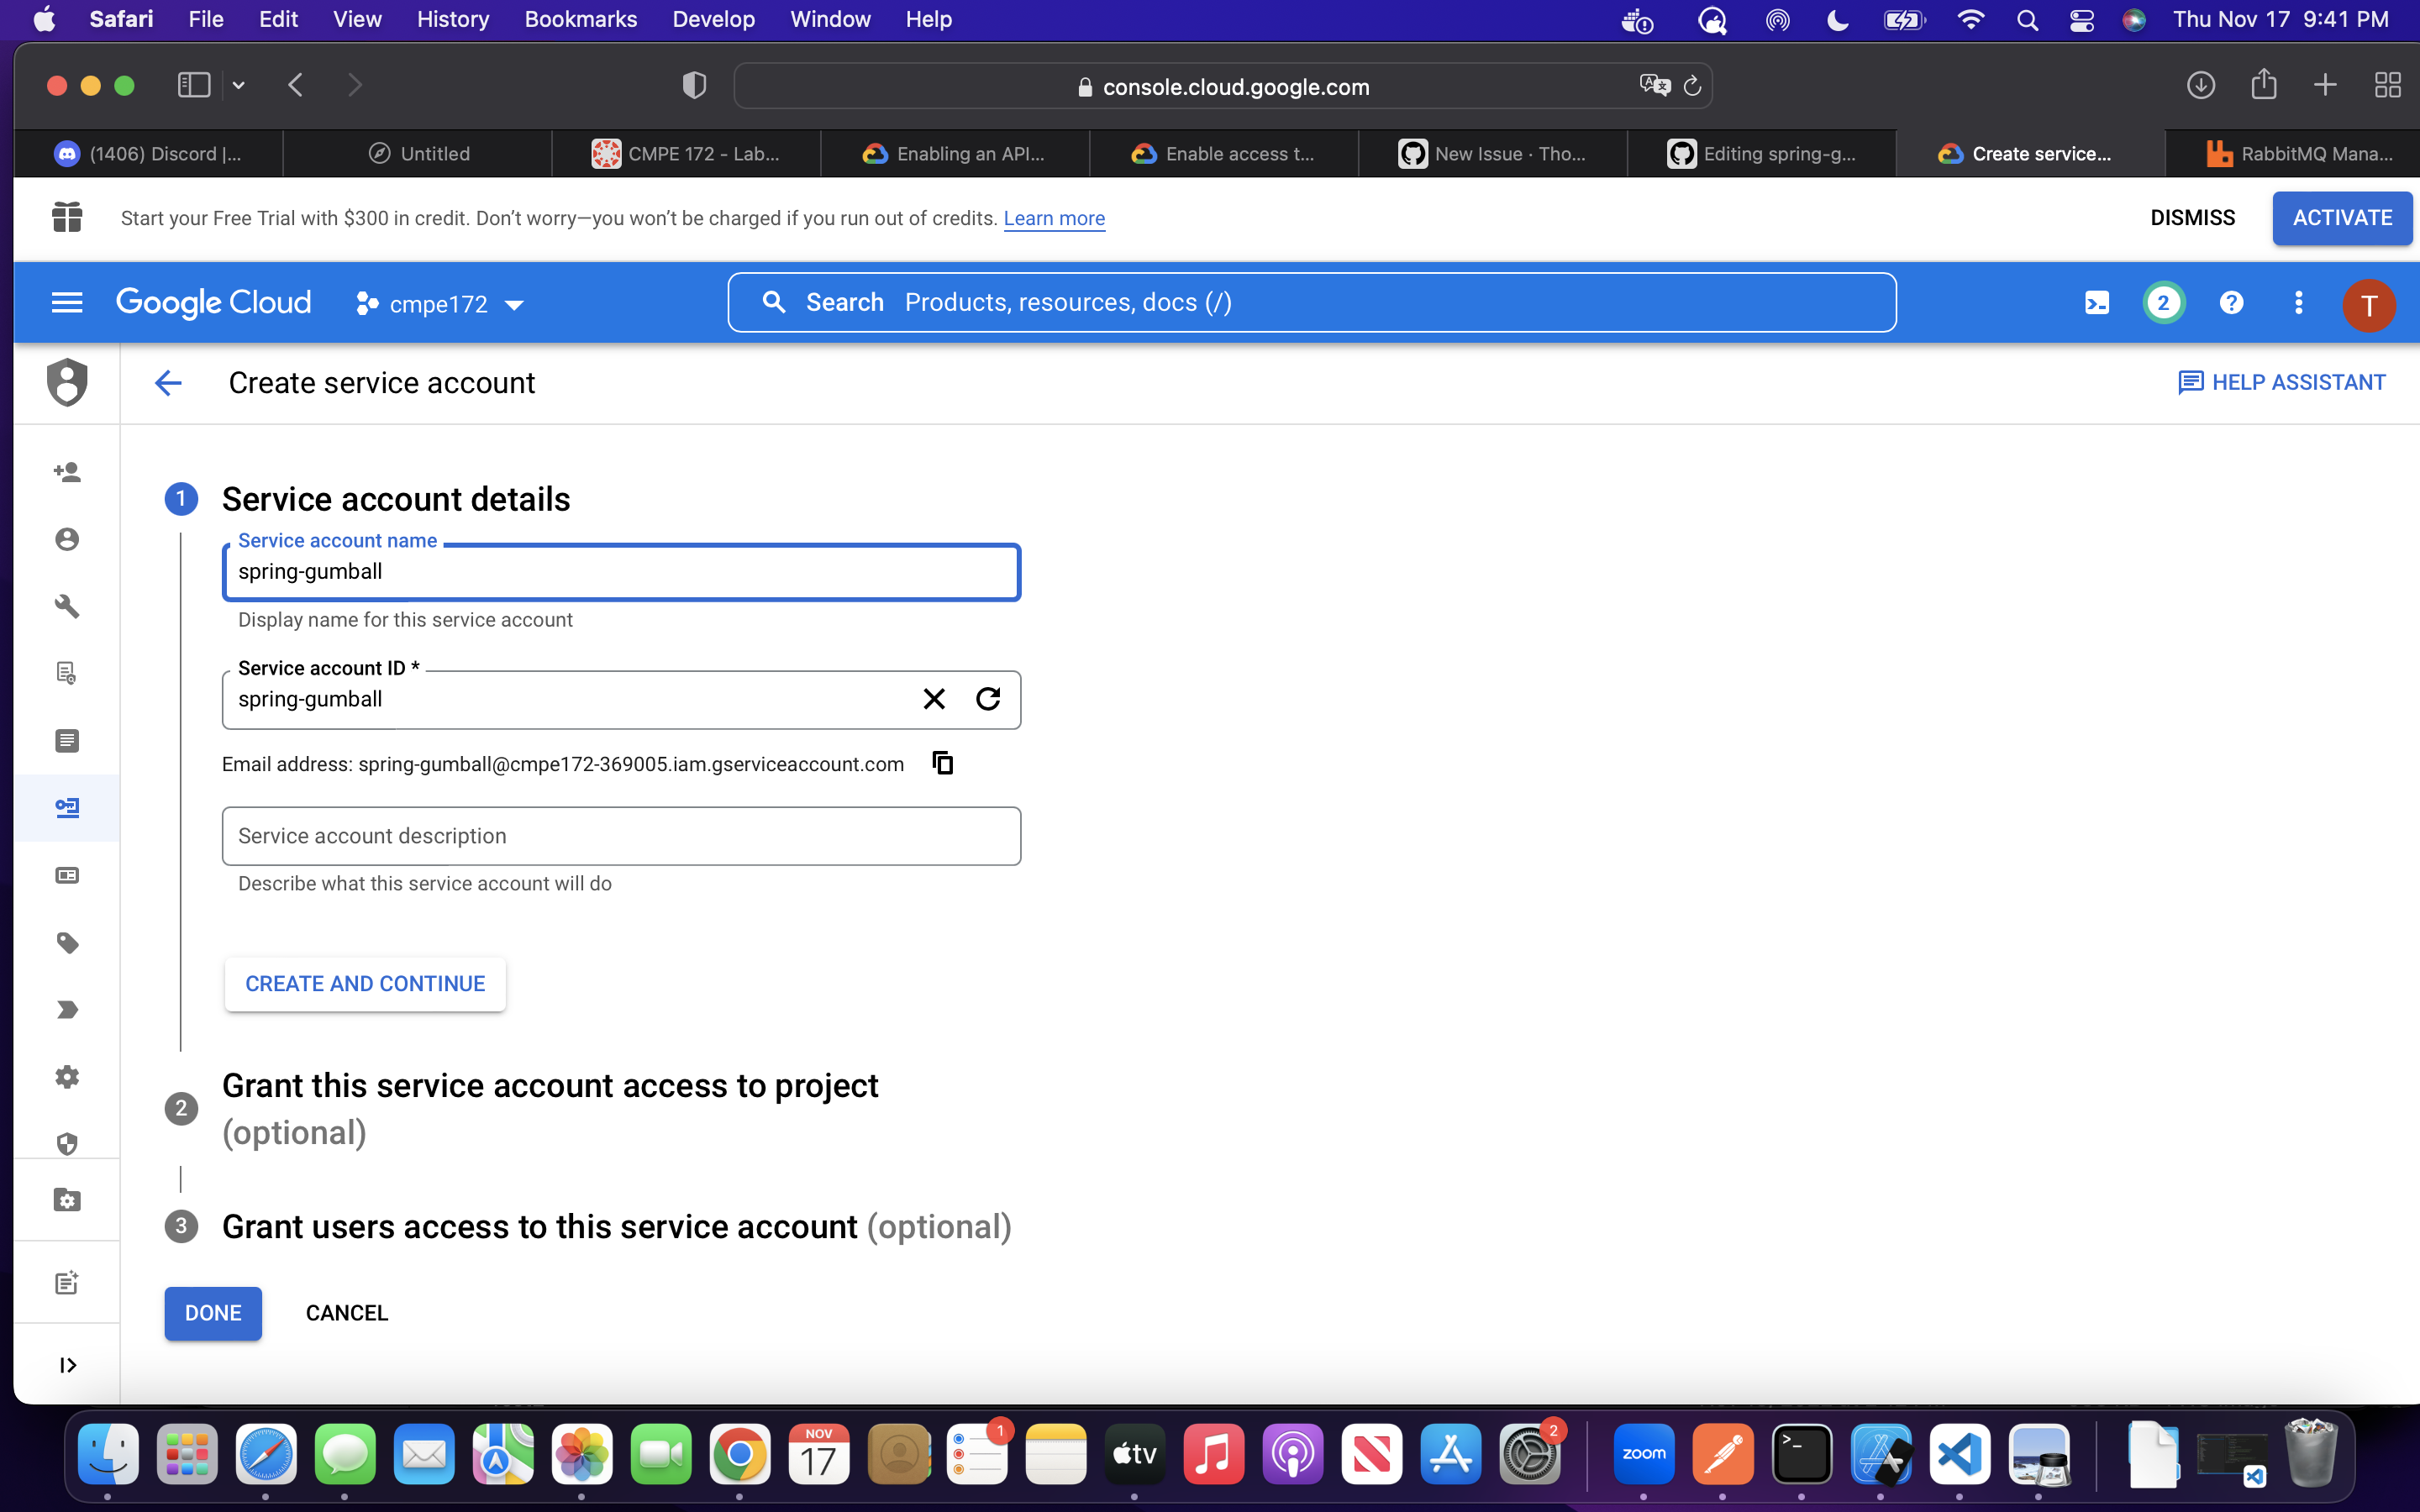 Safari File Edit View History Bookmarks Develop Window Help Thu Nov 17 9:41 PM
console.cloud.google.com
(1406) Discord |... Untitled CMPE 172 - Lab... Enabling an API... Enable access t... New Issue · Tho... Editing spring-g... Create service... RabbitMQ Mana...
Start your Free Trial with $300 in credit. Don't worry—you won't be charged if you run out of credits. Learn more DISMISS ACTIVATE
Google Cloud cmpe172 Search Products, resources, docs (/) 2 ? T
Create service account HELP ASSISTANT
1 Service account details
Service account name
spring-gumball
Display name for this service account
Service account ID *
spring-gumball
Email address: spring-gumball@cmpe172-369005.iam.gserviceaccount.com
Service account description
Describe what this service account will do
CREATE AND CONTINUE
2 Grant this service account access to project
(optional)
3 Grant users access to this service account (optional)
DONE CANCEL
NOV
17
1
tv
2
zoom